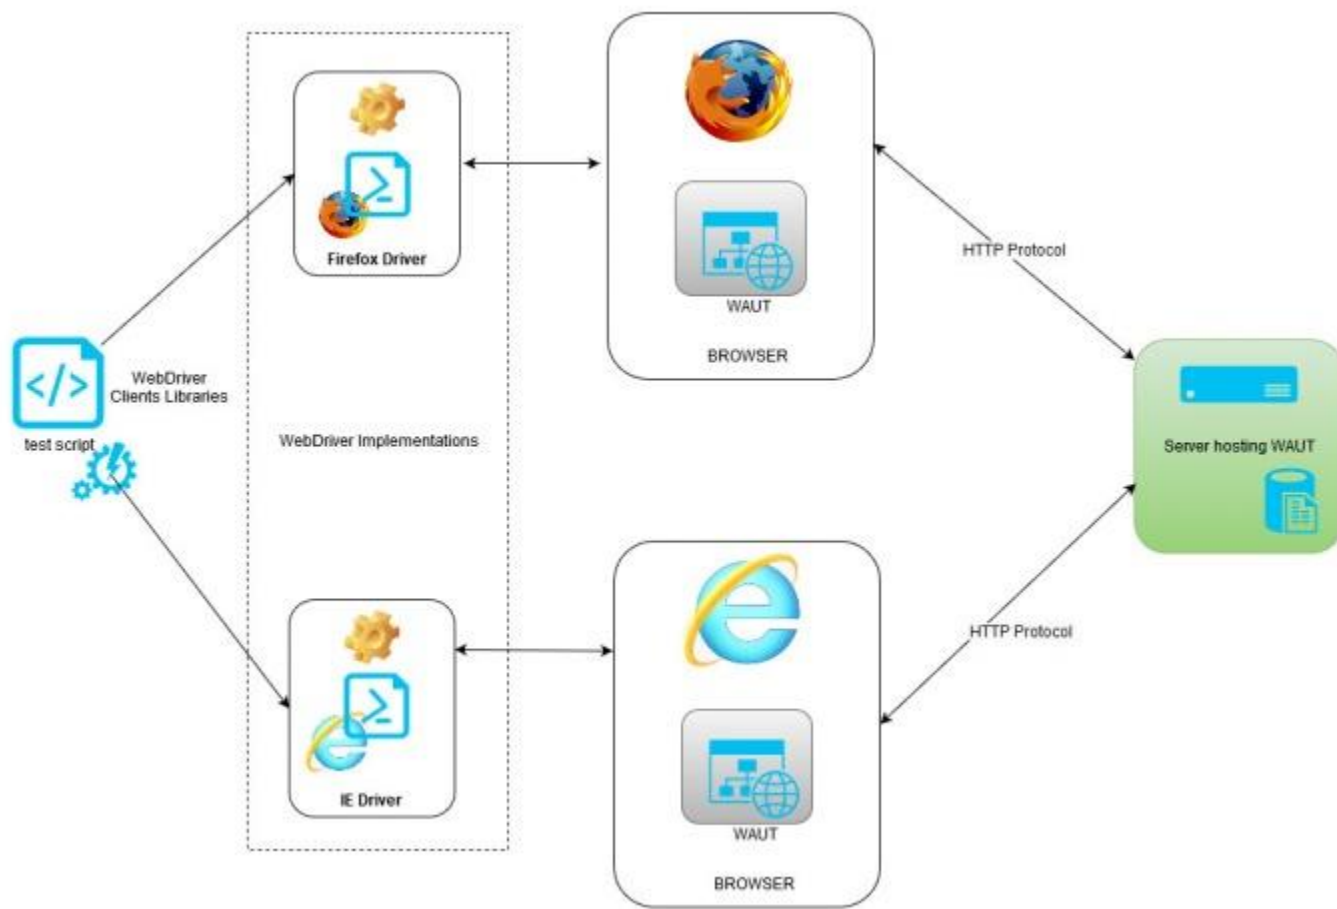 Firefox Driver
WAUT
BROWSER
HTTP Protocol
WebDriver
Clients Libraries
test script
WebDriver Implementations
Server hosting WAUT
IE Driver
HTTP Protocol
WAUT
BROWSER